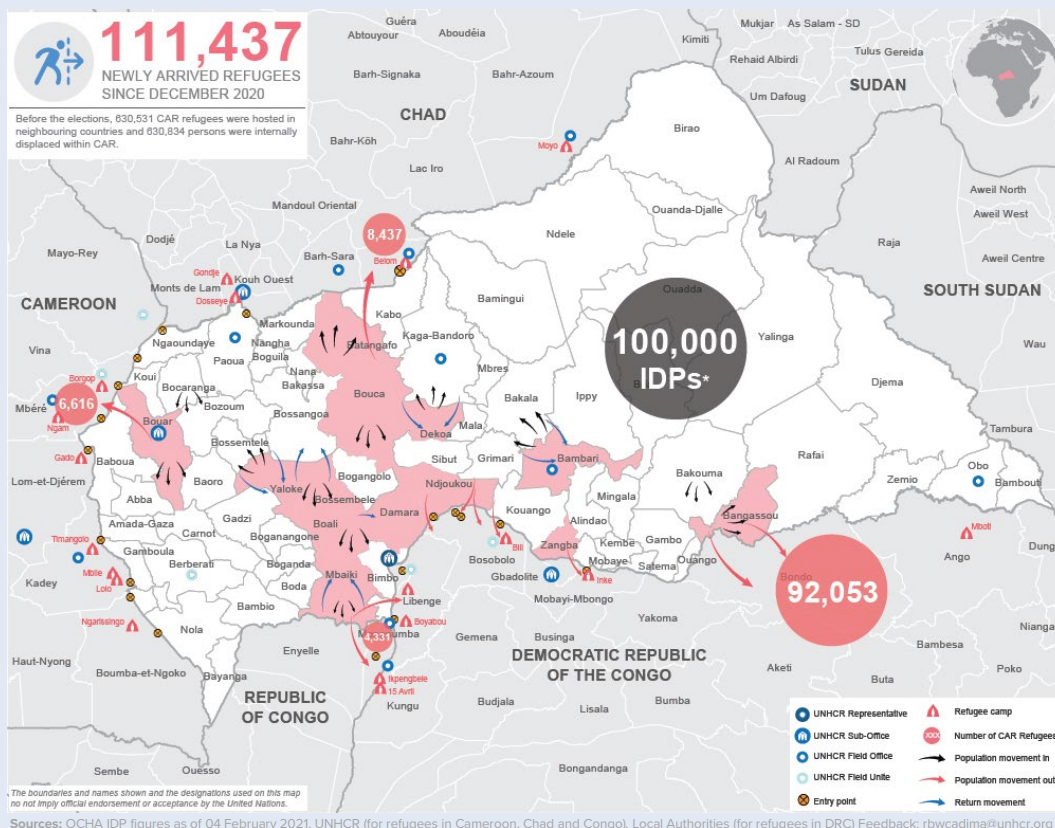 111,437
NEWLY ARRIVED REFUGEES
SINCE DECEMBER 2020
Before the elections, 630,531 CAR refugees were hosted in
neighbouring countries and 630,834 persons were internally
displaced within CAR.
Guéra
Abtouyour
Aboudéia
Mukjar
As Salam - SD
Kimiti
Tulus
Gereida
Rehaid Albirdi
Barh-Signaka
Bahr-Azoum
SUDAN
Um Dafoug
CHAD
Birao
Bahr-Köh
Moyo
Al Radoum
Lac Iro
Aweil North
Mandoul Oriental
Ouanda-Djalle
Aweil West
Dodjé
8,437
Ndele
Raja
La Nya
Mayo-Rey
Barh-Sara
Belom
Aweil Centre
Gondje
Kouh Ouest
Monts de Lam
Dosseye
Ouadda
SOUTH SUDAN
CAMEROON
Bamingui
Kabo
Markounda
Kaga-Bandoro
Yalinga
Ngaoundaye
Nangha
Boguila
Batangafo
100,000
IDPs*
Wau
Vina
Paoua
Koui
Mbres
Nana-
Bakassa
Borgop
Bocaranga
Bouca
Bakala
Ippy
Djema
6,616
Mbéré
Bozoum
Bossangoa
Ngam
Bouar
Dekoa
Mala
Tambura
Bossemtele
Sibut
Grimari
Bambari
Rafai
Gado
Baboua
Bogangolo
Bakouma
Obo
Lom-et-Djérem
Baoro
Yaloke
Ndjoukou
Zemio
Bambouti
Abba
Bossembele
Damara
Kouango
Mingala
Bangassou
Amada-Gaza
Gadzi
Boali
Alindao
Mboti
Carnot
Boganangone
Kembe
Gambo
Timangolo
Gamboula
Bili
Zangba
Ango
Dung
Bosobolo
Mobaye
Satema
Ouango
Kadey
Mbile
Berberati
Boganda
Mbaiki
Bimbo
Gbadolite
Inke
Bondo
Lolo
Boda
Mobayi-Mbongo
92,053
Libenge
Bambio
Yakoma
Ngarissingo
Nola
Boyabou
Niangar
4,331
Gemena
Businga
Bambesa
Enyelle
DEMOCRATIC REPUBLIC
OF THE CONGO
Haut-Nyong
Boumba-et-Ngoko
Bayanga
Aketi
Poko
Ikpengbele
15 Avril
Kungu
Buta
REPUBLIC
OF CONGO
Budjala
Lisala
Bumba
Sembe
Ouesso
Bongandanga
UNHCR Representative
UNHCR Sub-Office
UNHCR Field Office
UNHCR Field Unite
Entry point
Refugee camp
XXX
Number of CAR Refugees
Population movement in
Population movement out
Return movement
The boundaries and names shown and the designations used on this map
no not imply official endorsement or acceptance by the United Nations.
Sources: OCHA IDP figures as of 04 February 2021, UNHCR (for refugees in Cameroon, Chad and Congo), Local Authorities (for refugees in DRC) Feedback: rbwcadima@unhcr.org